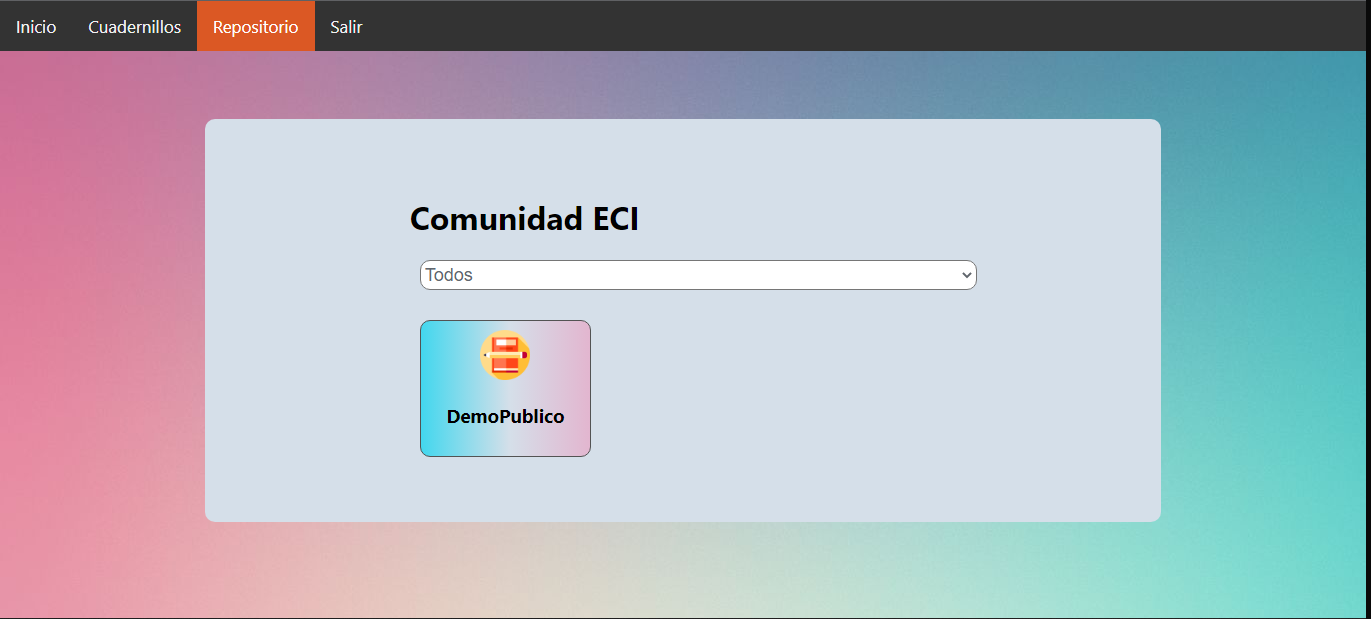 Inicio Cuadernillos Repositorio Salir
Comunidad ECI
Todos
DemoPublico